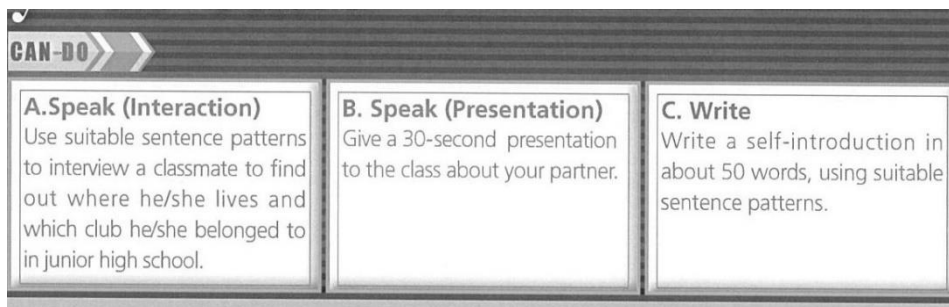 CAN-DO
A.Speak (Interaction)
Use suitable sentence patterns
to interview a classmate to find
out where he/she lives and
which club he/she belonged to
in junior high school.
B. Speak (Presentation)
Give a 30-second presentation
to the class about your partner.
C. Write
Write a self-introduction in
about 50 words, using suitable
sentence patterns.